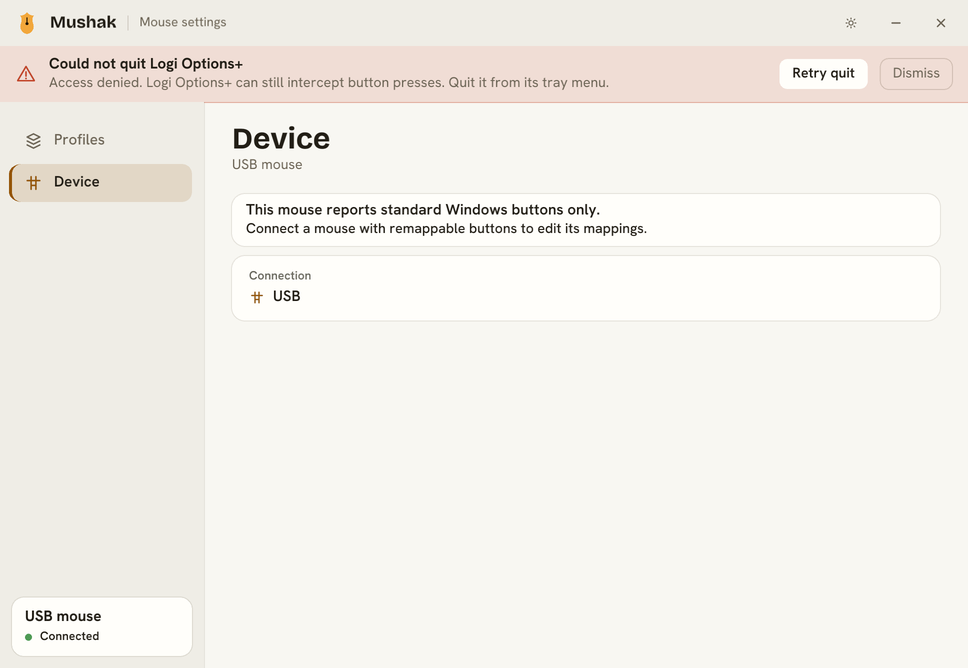 Mushak
Mouse settings
Could not quit Logi Options+
Access denied. Logi Options+ can still intercept button presses. Quit it from its tray menu.
Retry quit
Dismiss
Profiles
Device
Device
USB mouse
This mouse reports standard Windows buttons only.
Connect a mouse with remappable buttons to edit its mappings.
Connection
USB
USB mouse
Connected